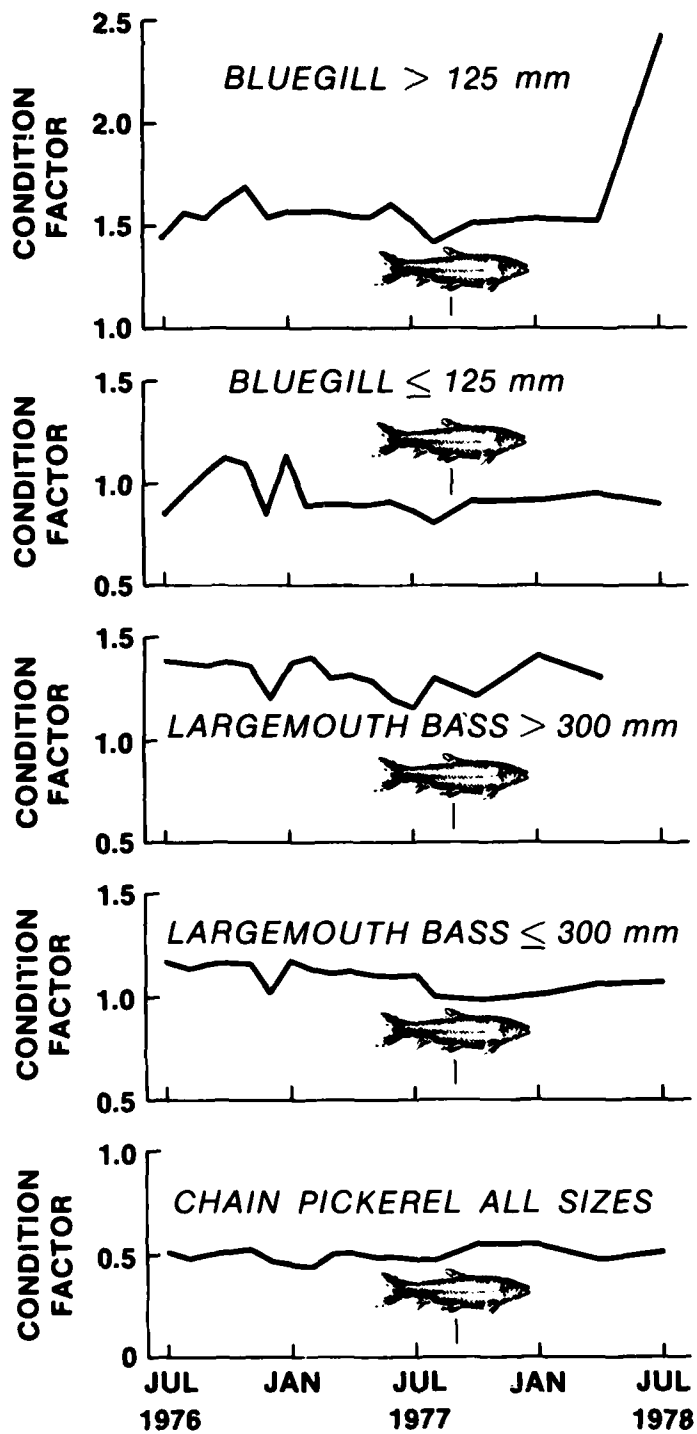 2.5
BLUEGILL > 125 mm
2.0
CONDITION
FACTOR
1.5
1.0
1.5
BLUEGILL ≤ 125 mm
CONDITION
FACTOR
1.0
0.5
1.5
CONDITION
FACTOR
LARGEMOUTH BASS > 300 mm
1.0
0.5
1.5
LARGEMOUTH BASS ≤ 300 mm
CONDITION
FACTOR
1.0
0.5
1.0
CHAIN PICKEREL ALL SIZES
CONDITION
FACTOR
0.5
0
JUL JAN JUL JAN JUL
1976 1977 1978